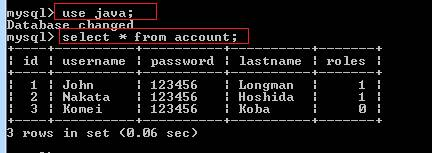 mysql> use java;
Database changed
mysql> select * from account;
+----+----------+----------+----------+-------+
| id | username | password | lastname | roles |
+----+----------+----------+----------+-------+
| 1 | John | 123456 | Longman | 1 |
| 2 | Nakata | 123456 | Hoshida | 1 |
| 3 | Komei | 123456 | Koba | 0 |
+----+----------+----------+----------+-------+
3 rows in set (0.06 sec)